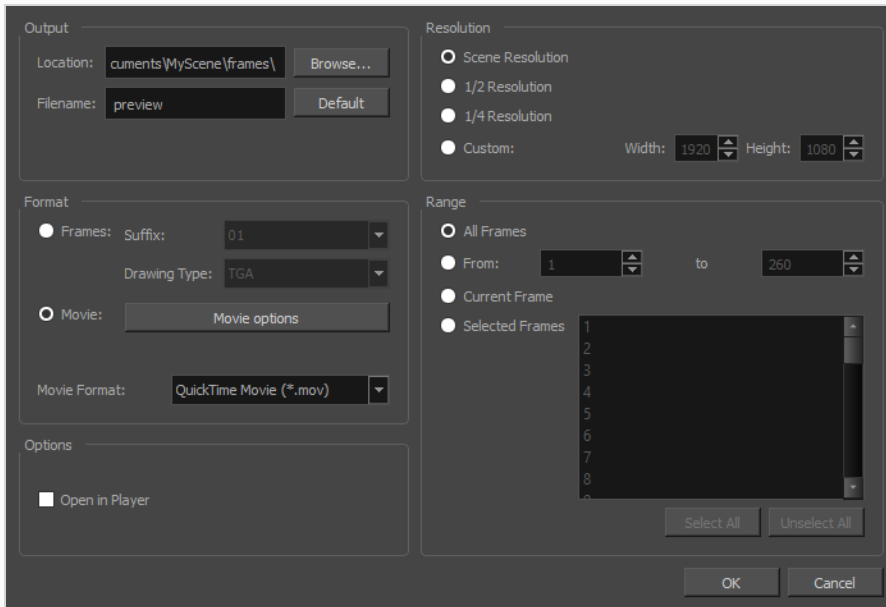 Output
Location: cuments\MyScene\frames\ Browse...
Filename: preview Default
Resolution
Scene Resolution
1/2 Resolution
1/4 Resolution
Custom: Width: 1920 Height: 1080
Format
Frames: Suffix: 01
Drawing Type: TGA
Movie: Movie options
Movie Format: QuickTime Movie (*.mov)
Range
All Frames
From: 1 to 260
Current Frame
Selected Frames 1
2
3
4
5
6
7
8
Select All Unselect All
Options
Open in Player
OK Cancel